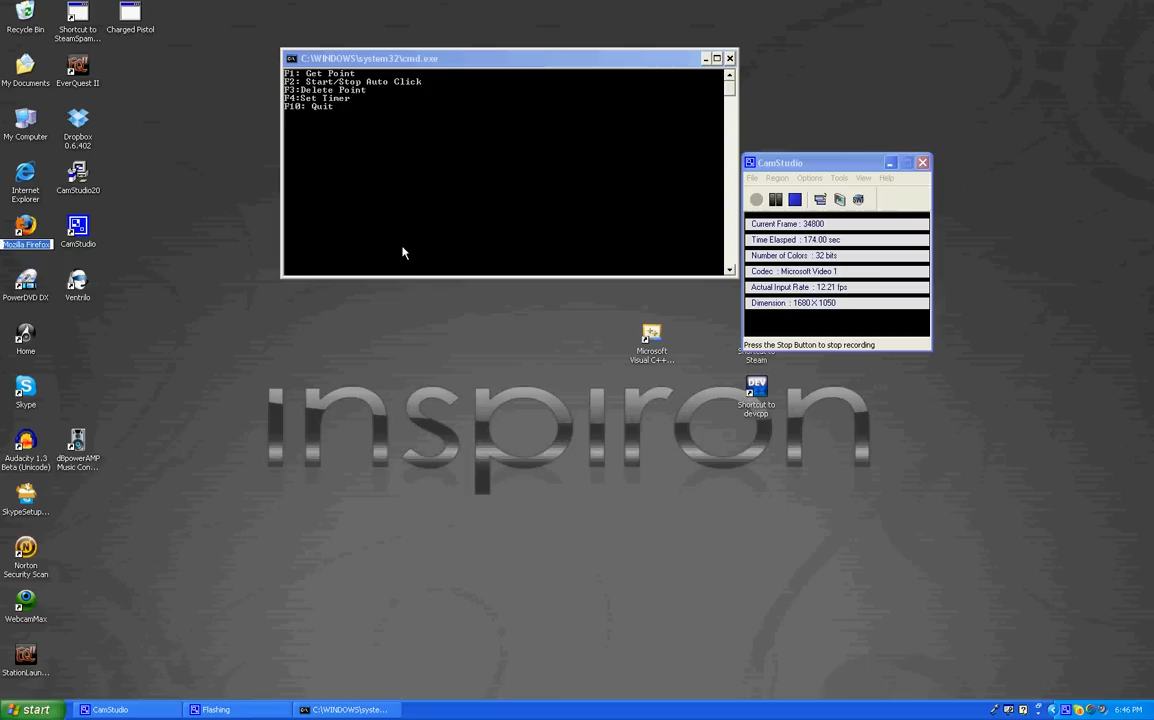 Recycle Bin
Shortcut to
SteamSpam...
Charged Pistol
My Documents
EverQuest II
My Computer
Dropbox
0.6.402
Internet
Explorer
CamStudio20
Mozilla Firefox
CamStudio
PowerDVD DX
Ventrilo
Home
Skype
Audacity 1.3
Beta (Unicode)
dBpowerAMP
Music Con...
SkypeSetup...
Norton
Security Scan
WebcamMax
StationLaun...
C:\WINDOWS\system32\cmd.exe
F1: Get Point
F2: Start/Stop Auto Click
F3:Delete Point
F4:Set Timer
F10: Quit
CamStudio
File Region Options Tools View Help
Current Frame : 34800
Time Elasped : 174.00 sec
Number of Colors : 32 bits
Codec : Microsoft Video 1
Actual Input Rate : 12.21 fps
Dimension : 1680 X 1050
Press the Stop Button to stop recording
Microsoft
Visual C++...
Shortcut to
Steam
DEV
Shortcut to
devcpp
inspiron
start
CamStudio
Flashing
C:\WINDOWS\syste...
6:46 PM